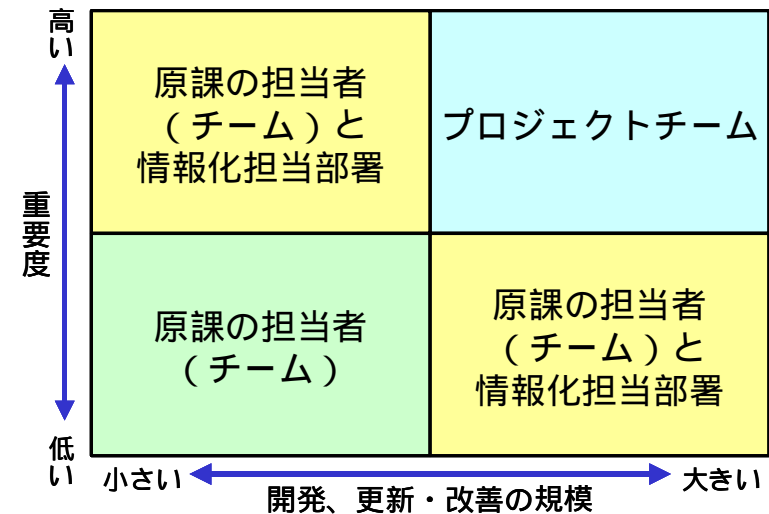 高い
原課の担当者
（チーム）と
情報化担当部署
プロジェクトチーム
重要度
原課の担当者
（チーム）
原課の担当者
（チーム）と
情報化担当部署
低い
小さい
大きい
開発、更新・改善の規模